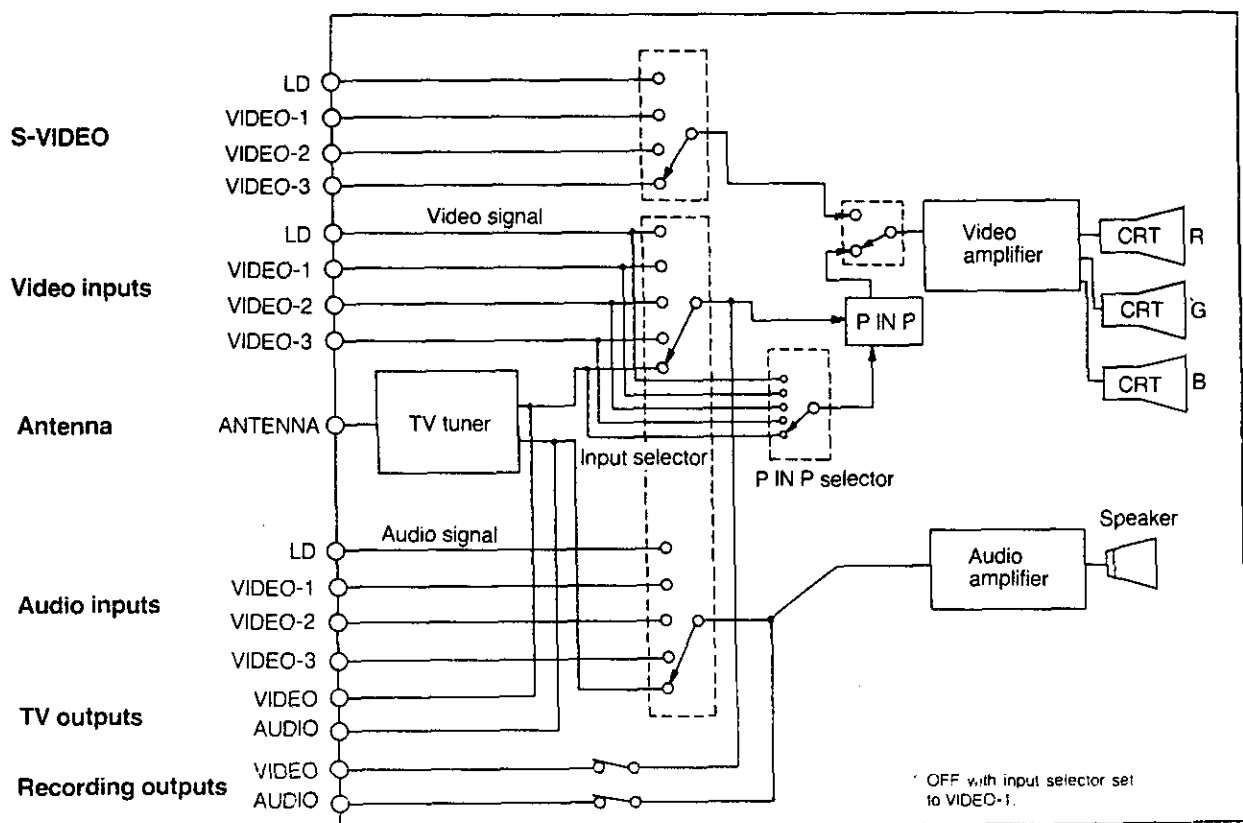 S-VIDEO
LD
VIDEO-1
VIDEO-2
VIDEO-3
Video inputs
LD
VIDEO-1
VIDEO-2
VIDEO-3
Video signal
Antenna
ANTENNA
TV tuner
Input selector
P IN P selector
P IN P
Video
amplifier
CRT R
CRT G
CRT B
Audio inputs
LD
VIDEO-1
VIDEO-2
VIDEO-3
Audio signal
Audio
amplifier
Speaker
TV outputs
VIDEO
AUDIO
Recording outputs
VIDEO
AUDIO
OFF with input selector set
to VIDEO-1.